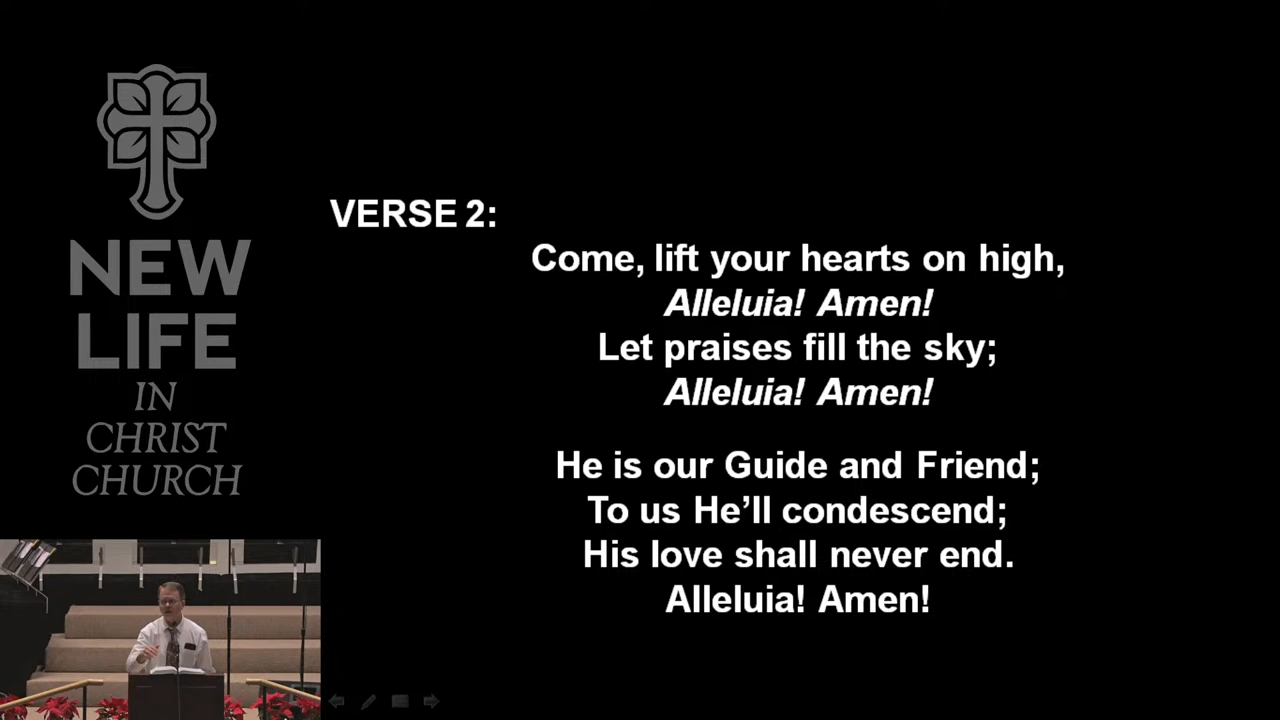 NEW
LIFE
IN
CHRIST
CHURCH
VERSE 2:
Come, lift your hearts on high,
Alleluia! Amen!
Let praises fill the sky;
Alleluia! Amen!
He is our Guide and Friend;
To us He’ll condescend;
His love shall never end.
Alleluia! Amen!